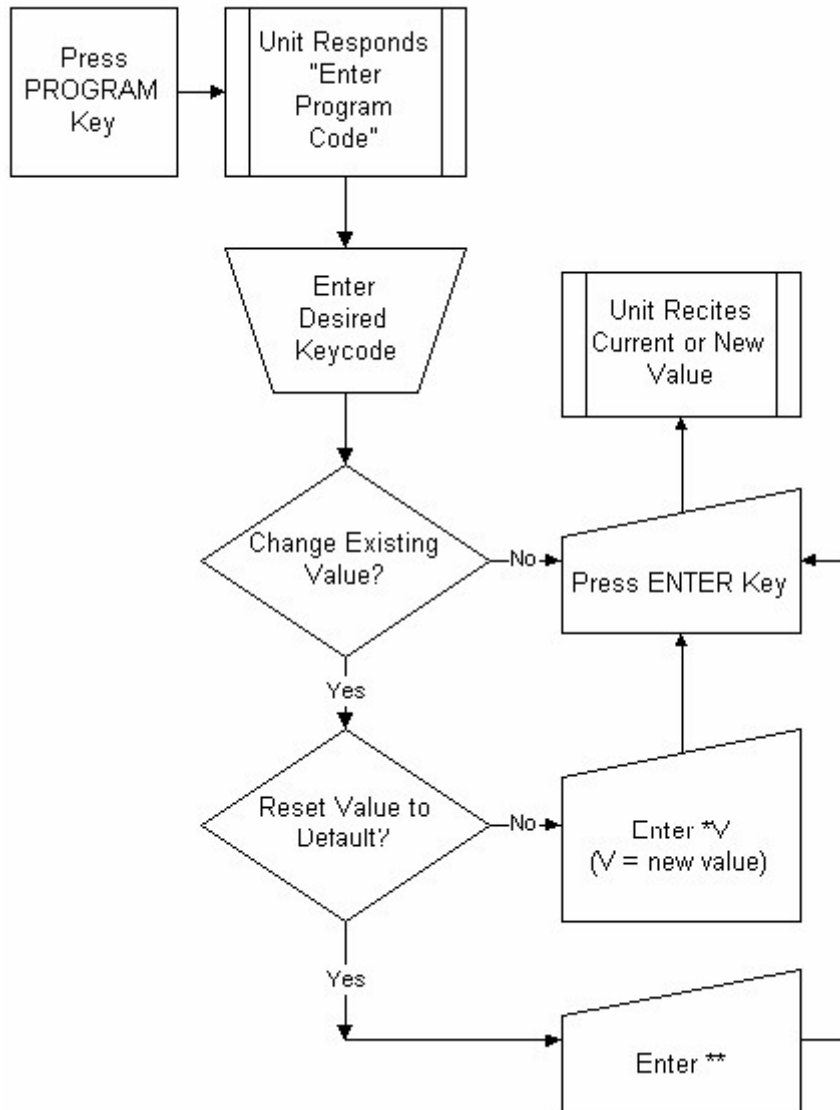 Press
PROGRAM
Key
Unit Responds
"Enter
Program
Code"
Enter
Desired
Keycode
Unit Recites
Current or New
Value
Change Existing
Value?
No
Press ENTER Key
Yes
Reset Value to
Default?
No
Enter *V
(V = new value)
Yes
Enter **